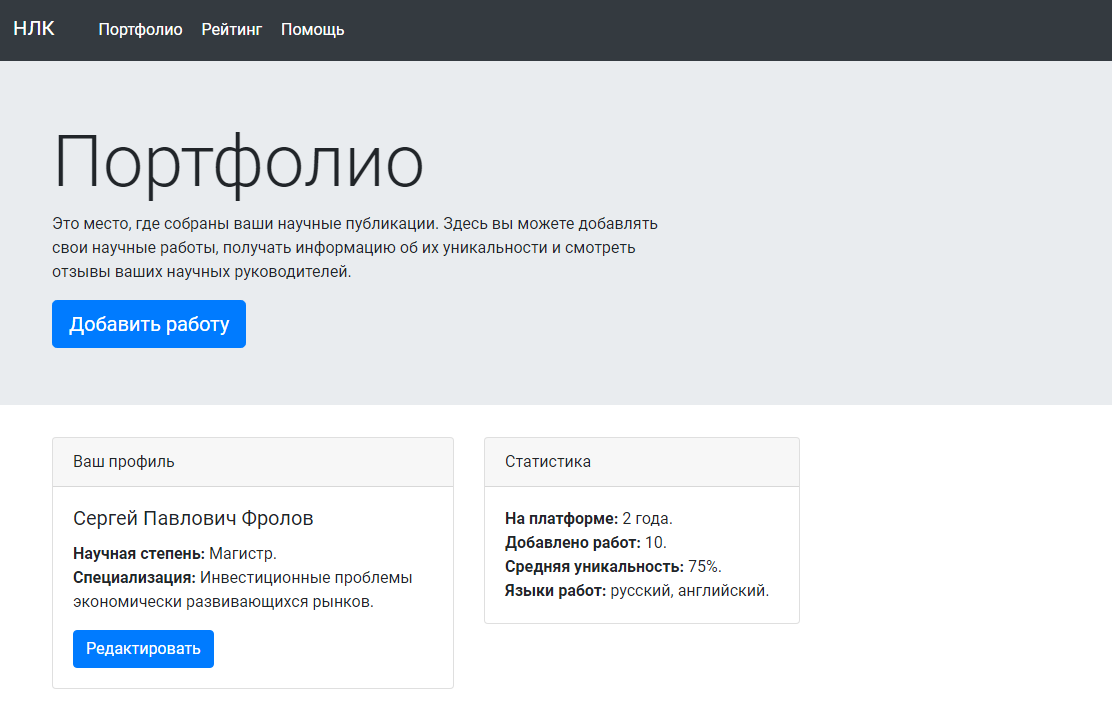 НЛК
Портфолио Рейтинг Помощь
Портфолио
Это место, где собраны ваши научные публикации. Здесь вы можете добавлять
свои научные работы, получать информацию об их уникальности и смотреть
отзывы ваших научных руководителей.
Добавить работу
Ваш профиль
Сергей Павлович Фролов
Научная степень: Магистр.
Специализация: Инвестиционные проблемы
экономически развивающихся рынков.
Редактировать
Статистика
На платформе: 2 года.
Добавлено работ: 10.
Средняя уникальность: 75%.
Языки работ: русский, английский.